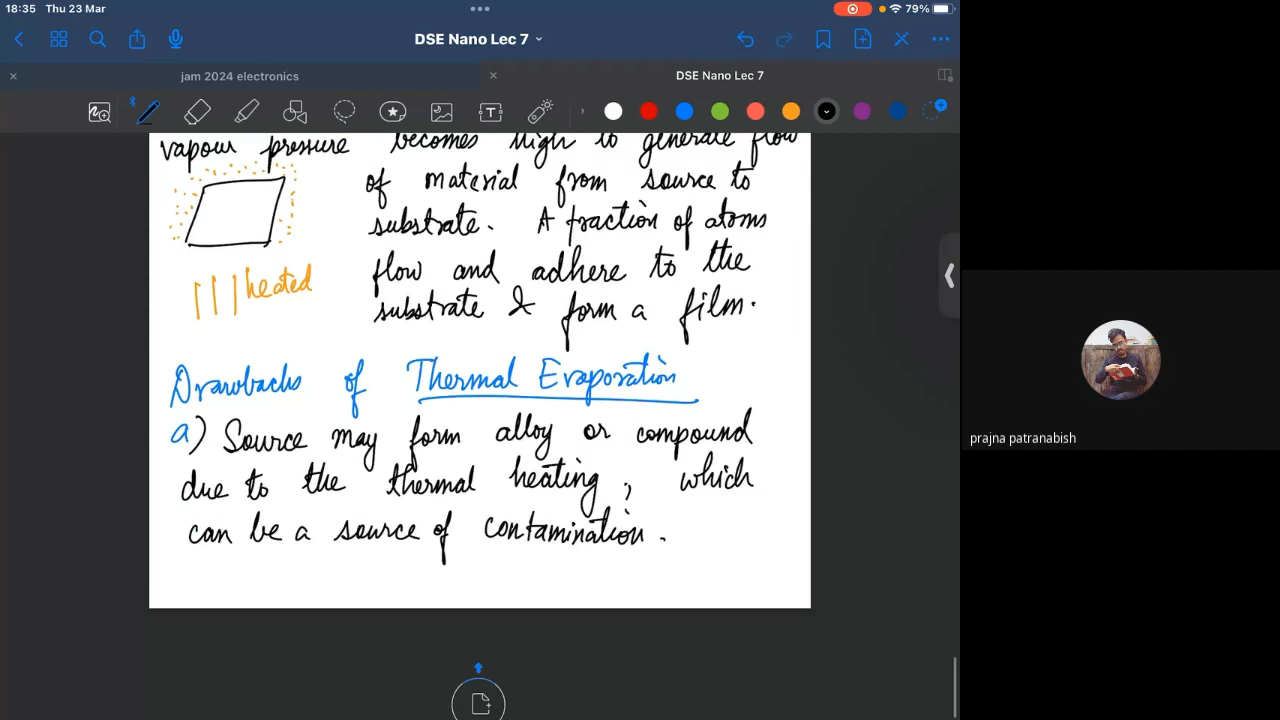 18:35 Thu 23 Mar
79%
DSE Nano Lec 7
jam 2024 electronics
DSE Nano Lec 7
vapour pressure becomes high to generate flow
of material from source to
substrate. A fraction of atoms
flow and adhere to the
substrate & form a film.
heated
Drawbacks of Thermal Evaporation
a) Source may form alloy or compound
due to the thermal heating, which
can be a source of contamination.
prajna patranabish